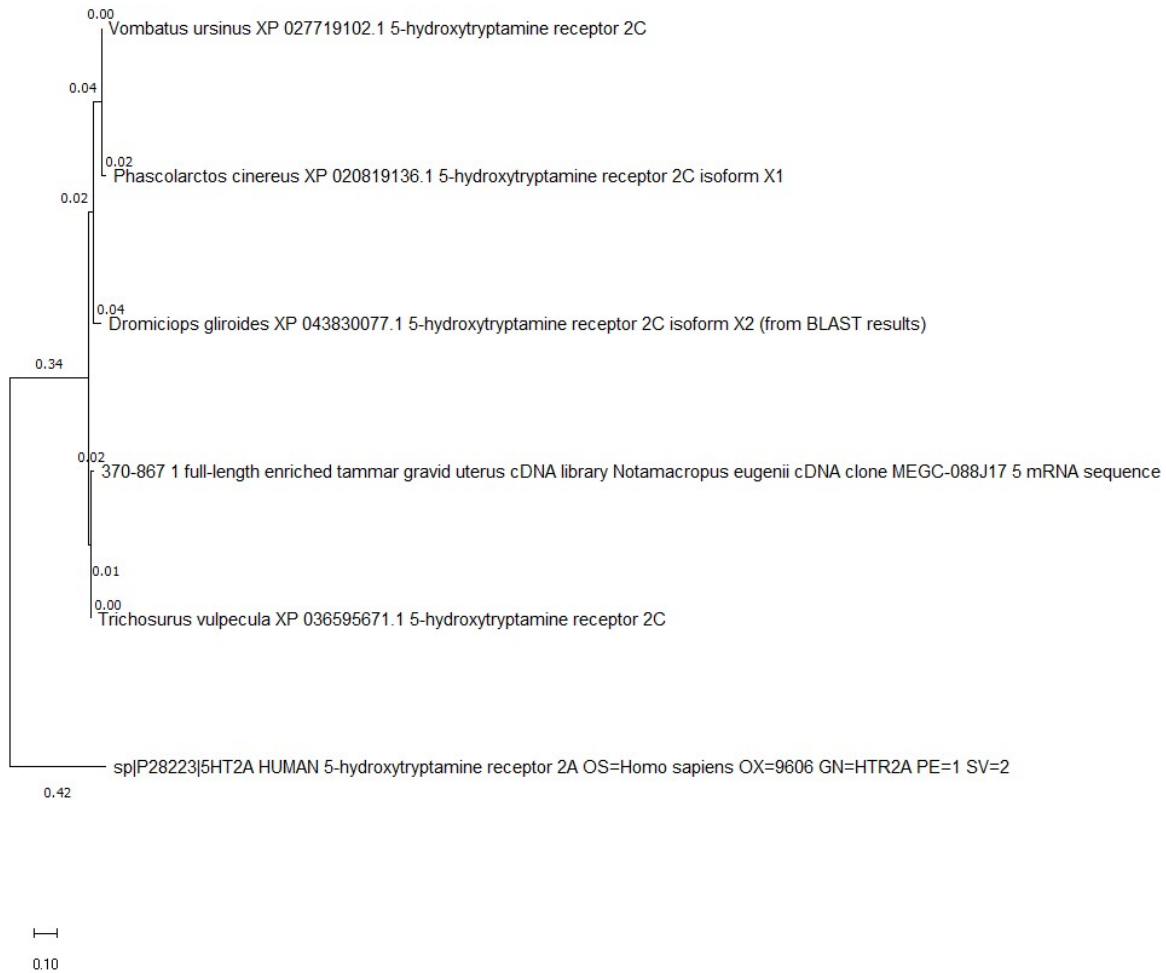 0.00
Vombatus ursinus XP 027719102.1 5-hydroxytryptamine receptor 2C
0.04
0.02
Phascolarctos cinereus XP 020819136.1 5-hydroxytryptamine receptor 2C isoform X1
0.02
0.04
Dromiciops gliroides XP 043830077.1 5-hydroxytryptamine receptor 2C isoform X2 (from BLAST results)
0.34
0.02
370-867 1 full-length enriched tammar gravid uterus cDNA library Notamacropus eugenii cDNA clone MEGC-088J17 5 mRNA sequence
0.01
0.00
Trichosurus vulpecula XP 036595671.1 5-hydroxytryptamine receptor 2C
sp|P28223|5HT2A HUMAN 5-hydroxytryptamine receptor 2A OS=Homo sapiens OX=9606 GN=HTR2A PE=1 SV=2
0.42
0.10